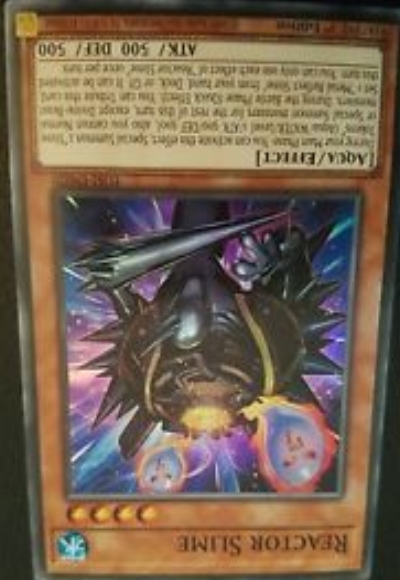 Reactor Slime
水
[Aqua/Effect]
During your Main Phase: You can activate this effect; Special Summon 2 "Slime
Tokens" (Aqua/WATER/Level 1/ATK 500/DEF 500), also you cannot Normal
or Special Summon monsters for the rest of this turn, except Divine-Beast
monsters. During the Battle Phase (Quick Effect): You can Tribute this card;
Set 1 "Metal Reflect Slime" from your hand, Deck, or GY. It can be activated
this turn. You can only use each effect of "Reactor Slime" once per turn.
ATK/ 500 DEF/ 500
1st Edition